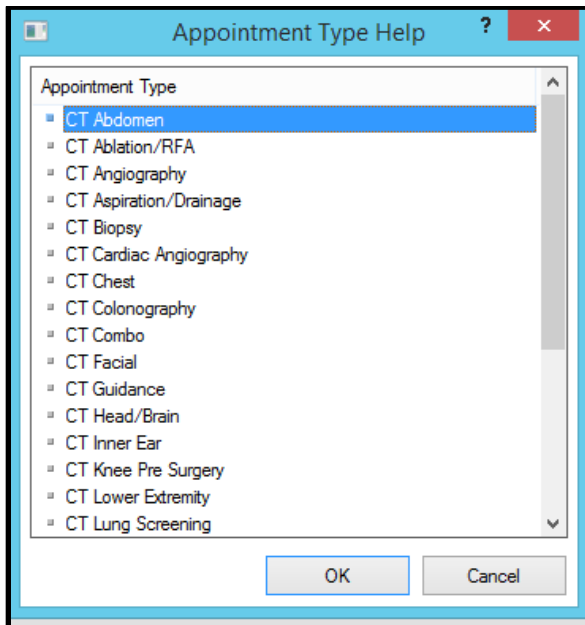 Appointment Type Help ?
Appointment Type
CT Abdomen
CT Ablation/RFA
CT Angiography
CT Aspiration/Drainage
CT Biopsy
CT Cardiac Angiography
CT Chest
CT Colonography
CT Combo
CT Facial
CT Guidance
CT Head/Brain
CT Inner Ear
CT Knee Pre Surgery
CT Lower Extremity
CT Lung Screening
OK Cancel